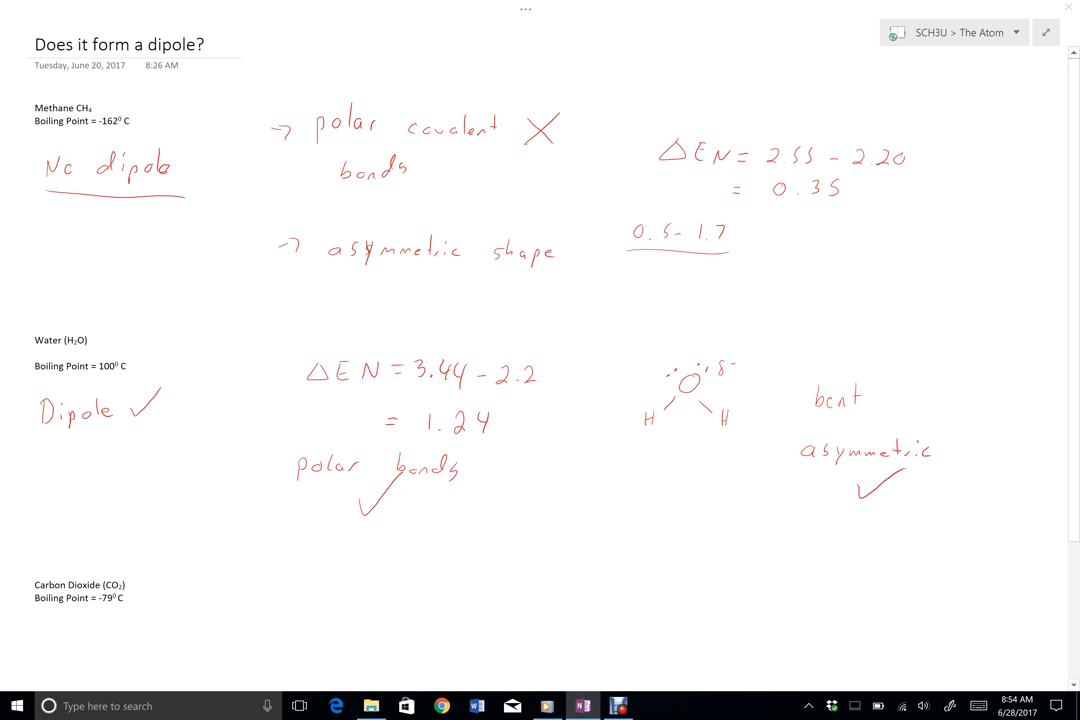 ...
Does it form a dipole?
Tuesday, June 20, 2017 8:26 AM
SCH3U > The Atom
Methane CH₄
Boiling Point = -162⁰ C
No dipole
→ polar covalent X
bonds
→ asymmetric shape
△EN = 2.55 - 2.20
= 0.35
0.5 - 1.7
Water (H₂O)
Boiling Point = 100⁰ C
Dipole ✓
△EN = 3.44 - 2.2
= 1.24
polar bonds
✓
O δ-
H H
bent
asymmetric
✓
Carbon Dioxide (CO₂)
Boiling Point = -79⁰ C
Type here to search
8:54 AM
6/28/2017